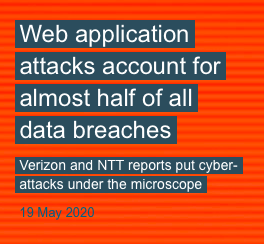 Web application
attacks account for
almost half of all
data breaches
Verizon and NTT reports put cyber-
attacks under the microscope
19 May 2020